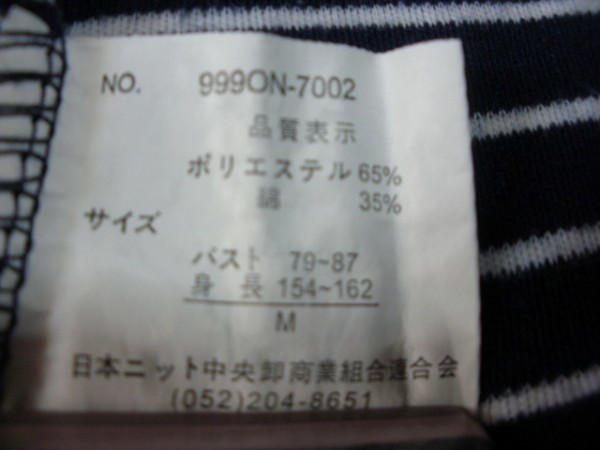 NO. 999ON-7002
品質表示
ポリエステル 65%
綿 35%
サイズ
バスト 79~87
身長 154~162
M
日本ニット中央卸商業組合連合会
(052)204-8651